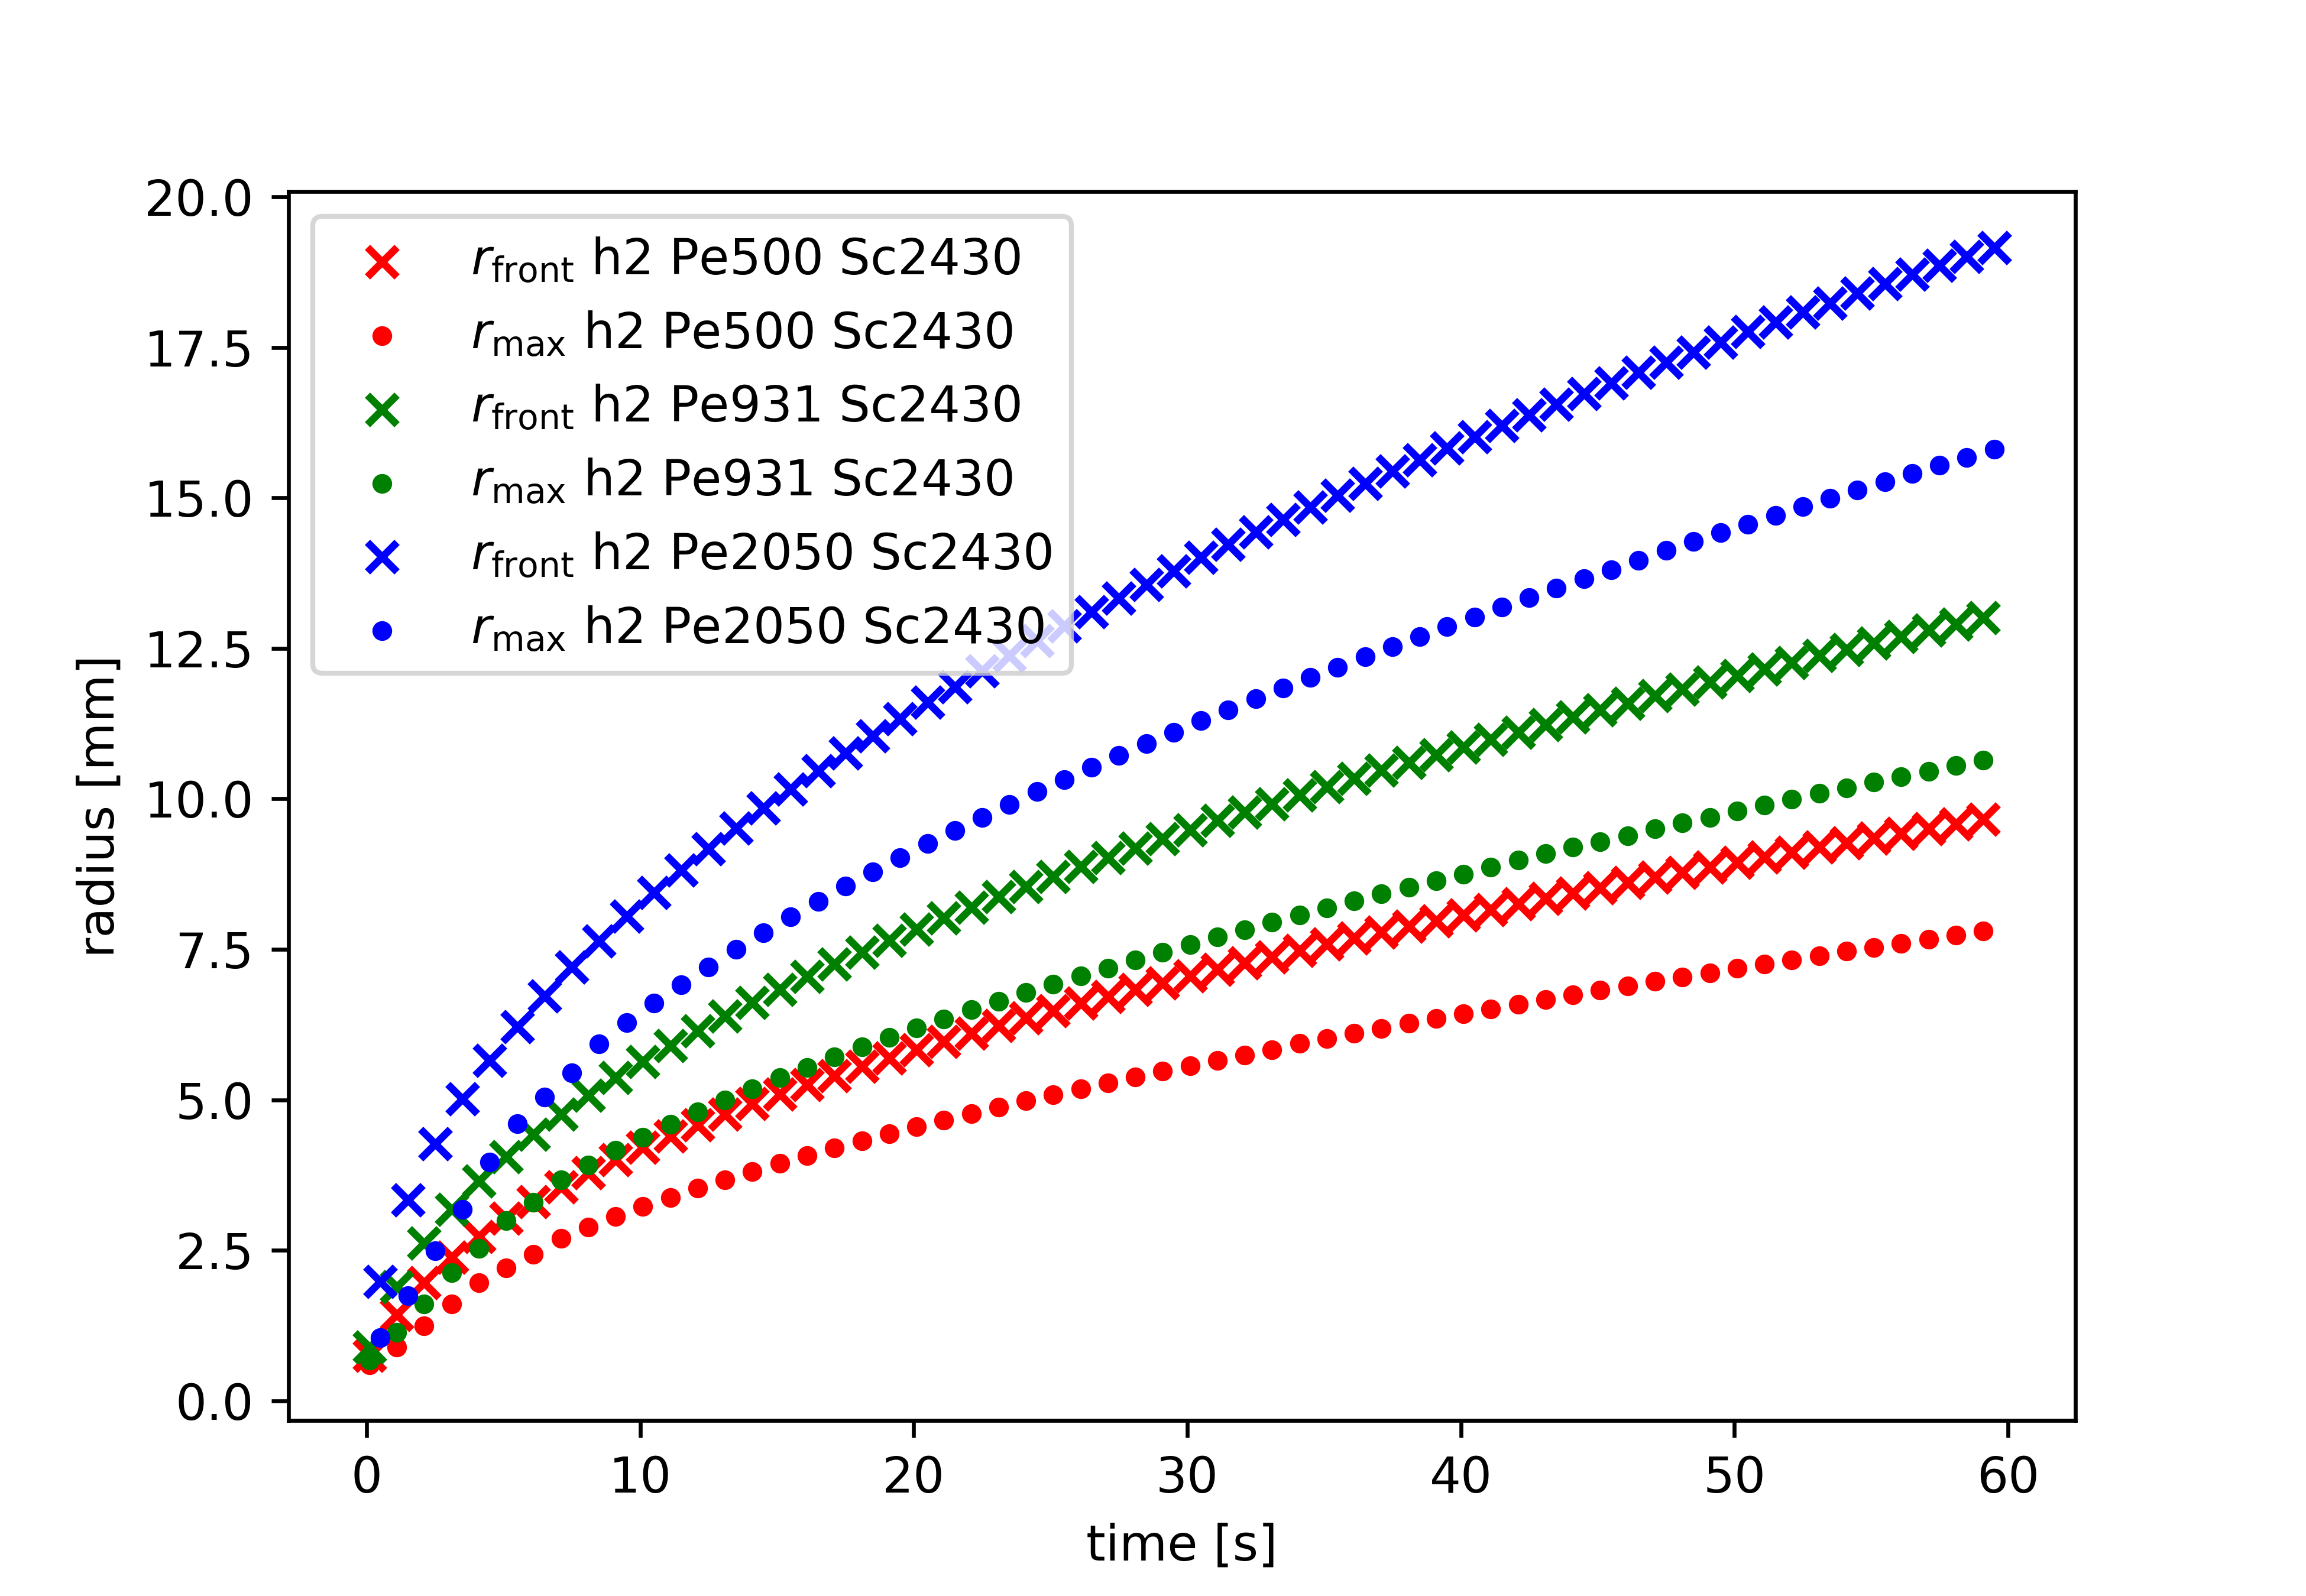 20.0
17.5
15.0
12.5
10.0
7.5
5.0
2.5
0.0
radius [mm]
r_front h2 Pe500 Sc2430
r_max h2 Pe500 Sc2430
r_front h2 Pe931 Sc2430
r_max h2 Pe931 Sc2430
r_front h2 Pe2050 Sc2430
r_max h2 Pe2050 Sc2430
0 10 20 30 40 50 60
time [s]